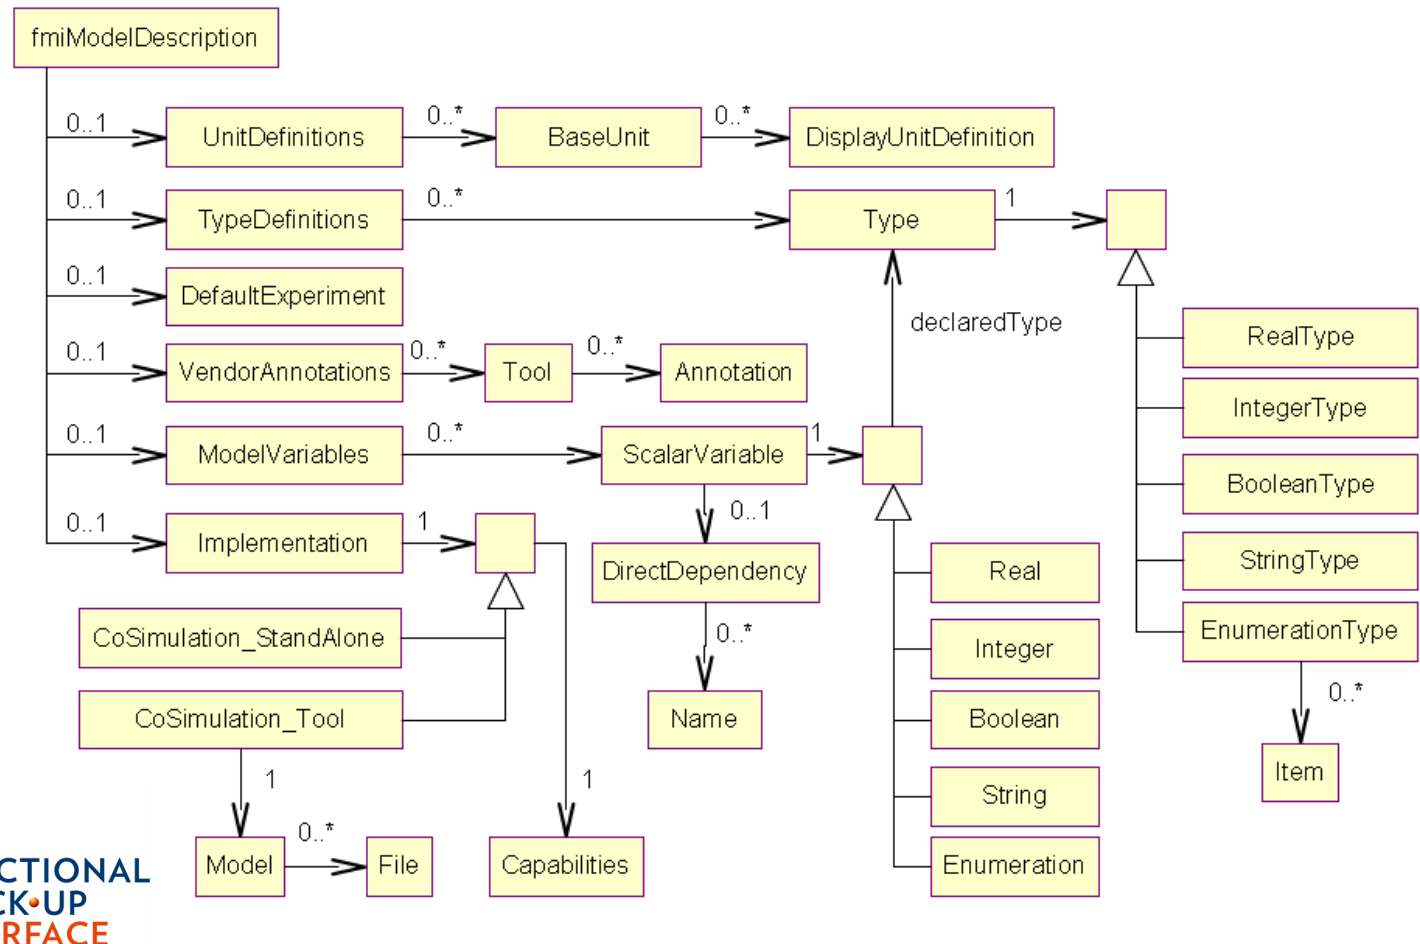 fmiModelDescription
0..1
UnitDefinitions
0..*
BaseUnit
0..*
DisplayUnitDefinition
0..1
TypeDefinitions
0..*
Type
1
0..1
DefaultExperiment
declaredType
RealType
0..1
VendorAnnotations
0..*
Tool
0..*
Annotation
IntegerType
0..1
ModelVariables
0..*
ScalarVariable
1
BooleanType
0..1
Implementation
1
0..1
DirectDependency
Real
StringType
CoSimulation_StandAlone
0..*
Integer
EnumerationType
0..*
CoSimulation_Tool
Name
Boolean
1
1
String
Item
0..*
Model
File
Capabilities
Enumeration
CTIONAL
CK•UP
RFACE